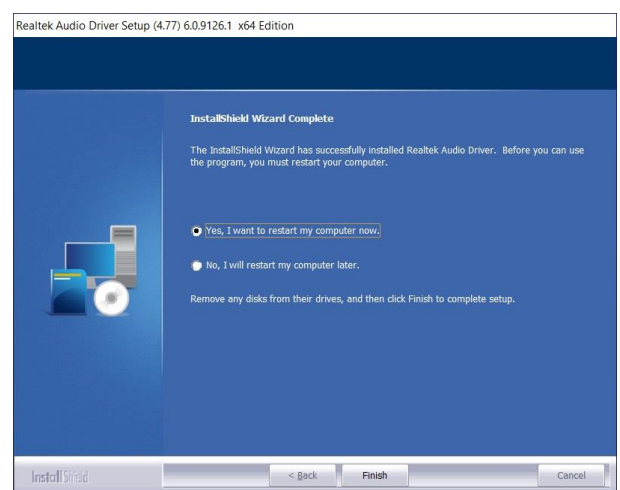 Realtek Audio Driver Setup (4.77) 6.0.9126.1 x64 Edition
InstallShield Wizard Complete
The InstallShield Wizard has successfully installed Realtek Audio Driver. Before you can use
the program, you must restart your computer.
Yes, I want to restart my computer now.
No, I will restart my computer later.
Remove any disks from their drives, and then click Finish to complete setup.
InstallShield
< Back
Finish
Cancel